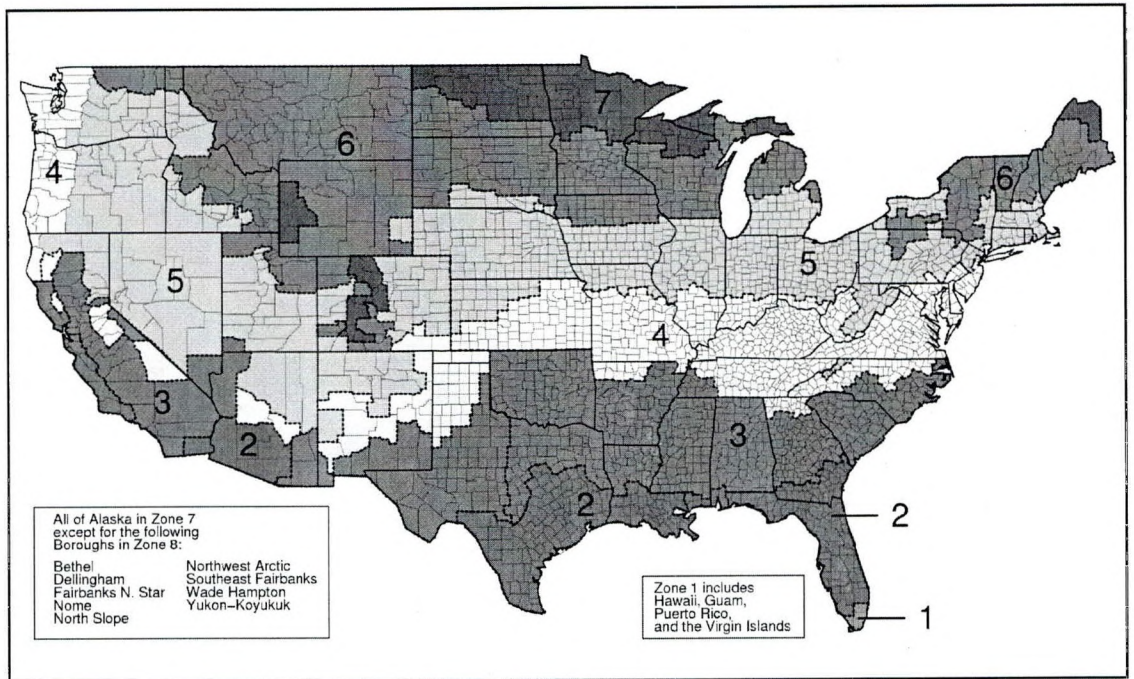 7
6
6
4
5
5
4
3
3
2
2
2
1
All of Alaska in Zone 7
except for the following
Boroughs in Zone 8:
Bethel
Dellingham
Fairbanks N. Star
Nome
North Slope
Northwest Arctic
Southeast Fairbanks
Wade Hampton
Yukon-Koyukuk
Zone 1 includes
Hawaii, Guam,
Puerto Rico,
and the Virgin Islands